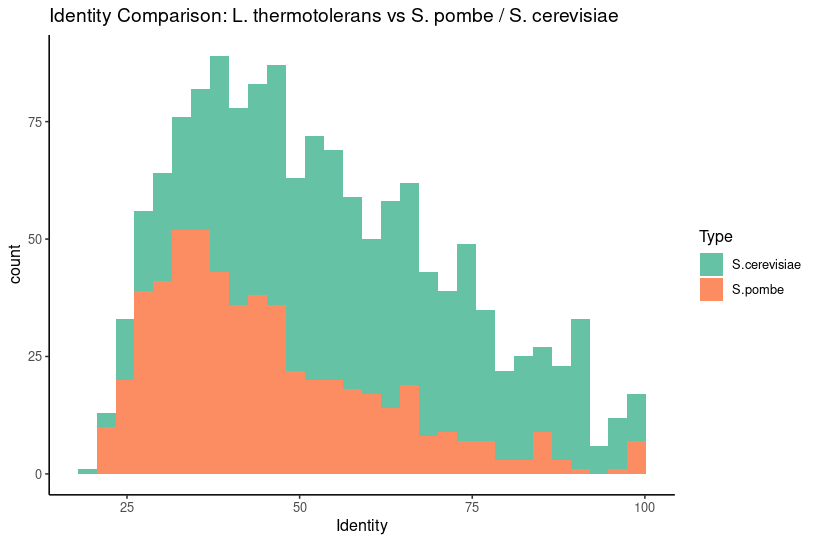 Identity Comparison: L. thermotolerans vs S. pombe / S. cerevisiae
75
50
25
0
count
25
50
75
100
Identity
Type
S.cerevisiae
S.pombe